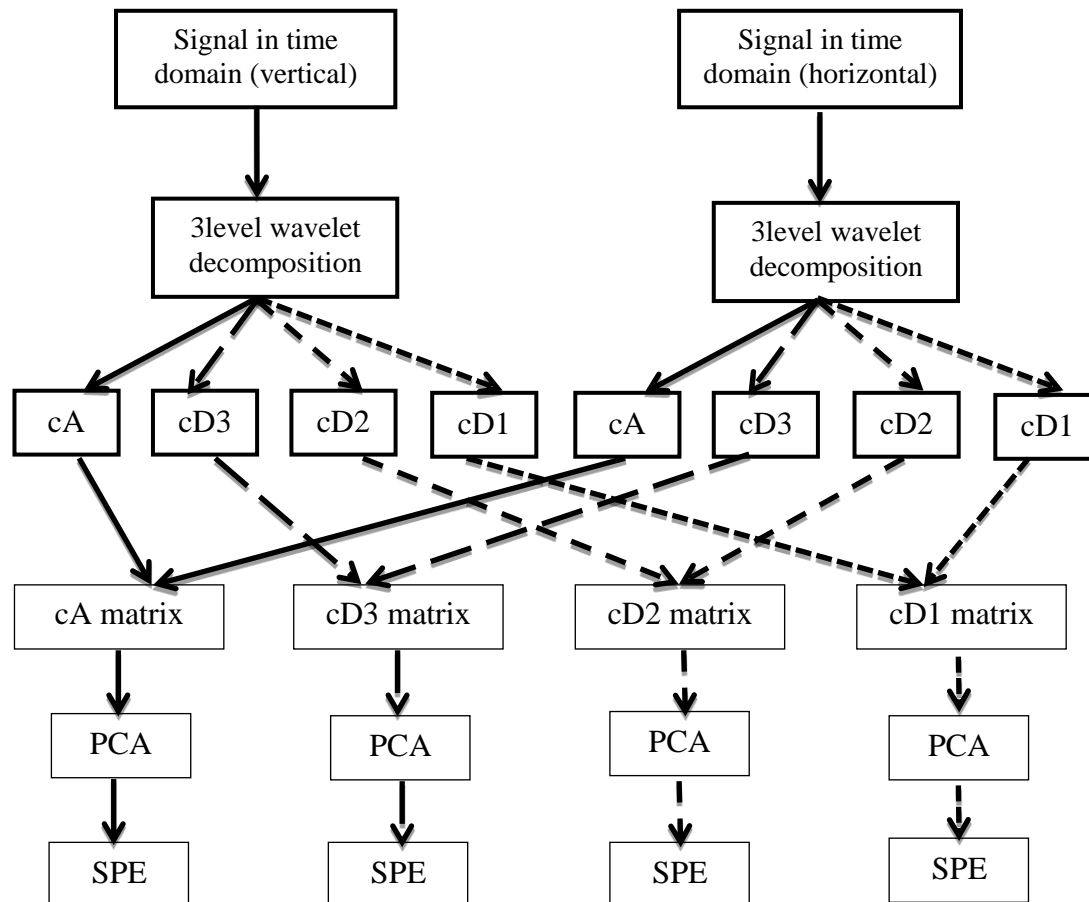 Signal in time
domain (vertical)
Signal in time
domain (horizontal)
3level wavelet
decomposition
3level wavelet
decomposition
cA
cD3
cD2
cD1
cA
cD3
cD2
cD1
cA matrix
cD3 matrix
cD2 matrix
cD1 matrix
PCA
PCA
PCA
PCA
SPE
SPE
SPE
SPE